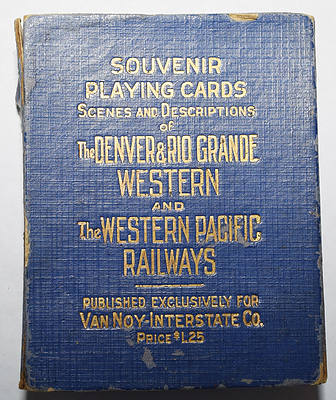 SOUVENIR
PLAYING CARDS
SCENES AND DESCRIPTIONS
of
The DENVER & RIO GRANDE
WESTERN
AND
The WESTERN PACIFIC
RAILWAYS
PUBLISHED EXCLUSIVELY FOR
VAN NOY-INTERSTATE CO.
PRICE $1.25